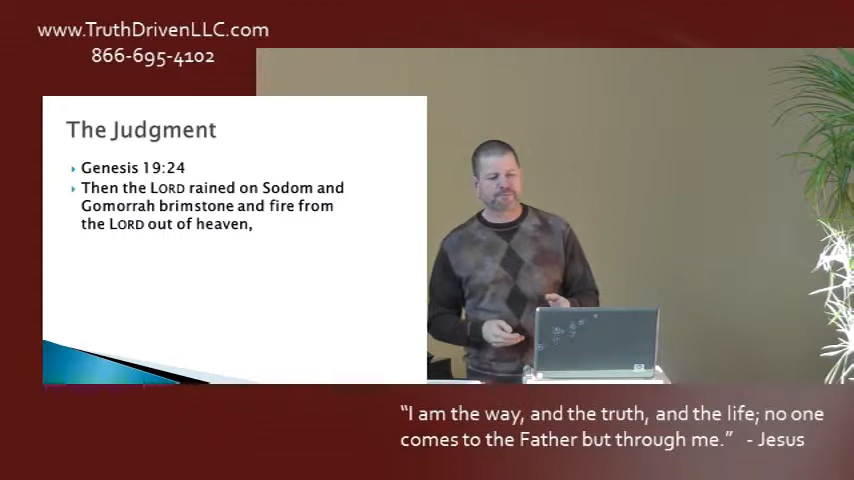 www.TruthDrivenLLC.com
866-695-4102
The Judgment
Genesis 19:24
Then the LORD rained on Sodom and
Gomorrah brimstone and fire from
the LORD out of heaven,
“I am the way, and the truth, and the life; no one
comes to the Father but through me.” - Jesus